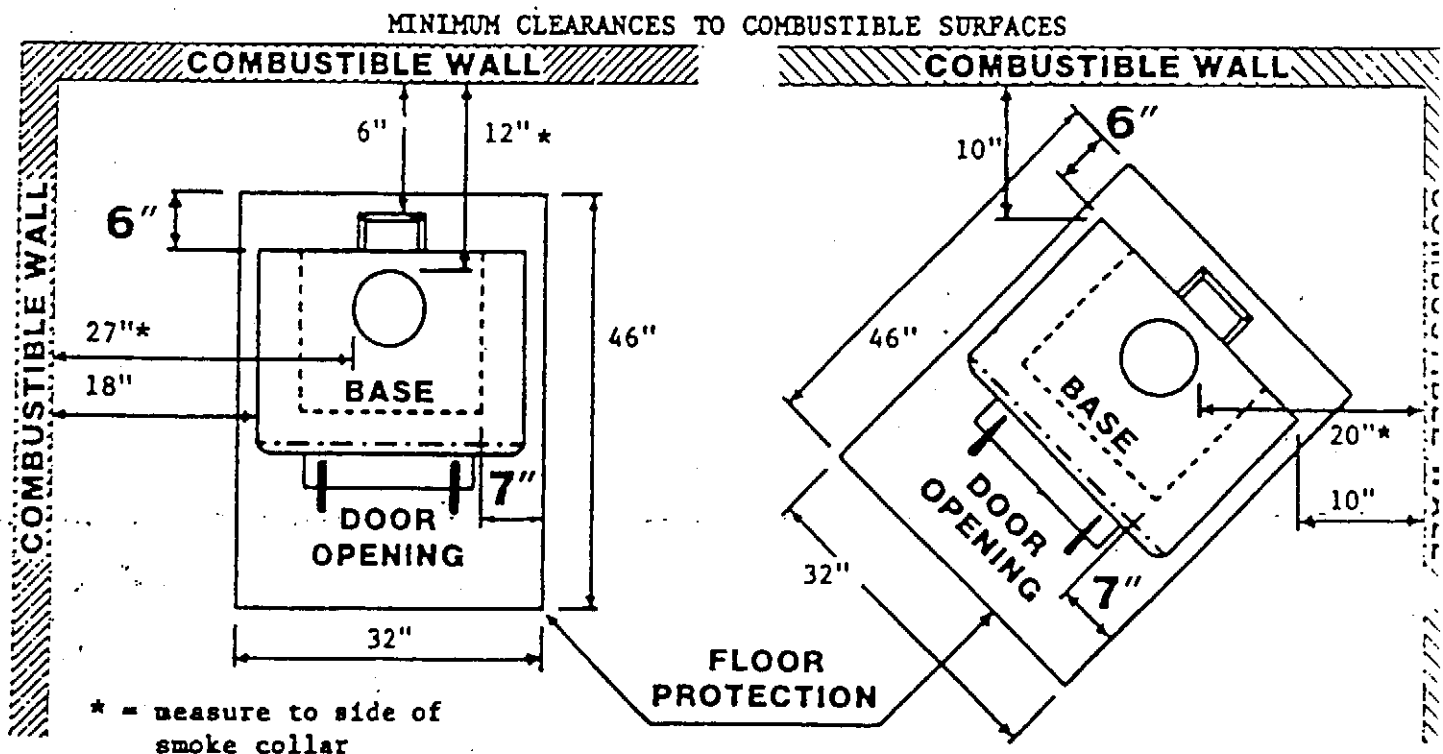 MINIMUM CLEARANCES TO COMBUSTIBLE SURFACES
COMBUSTIBLE WALL
COMBUSTIBLE WALL
6"
12"*
6"
COMBUSTIBLE WALL
27"*
18"
46"
BASE
7"
DOOR
OPENING
32"
* = measure to side of
smoke collar
10"
6"
46"
BASE
20"*
10"
DOOR
OPENING
7"
32"
FLOOR
PROTECTION